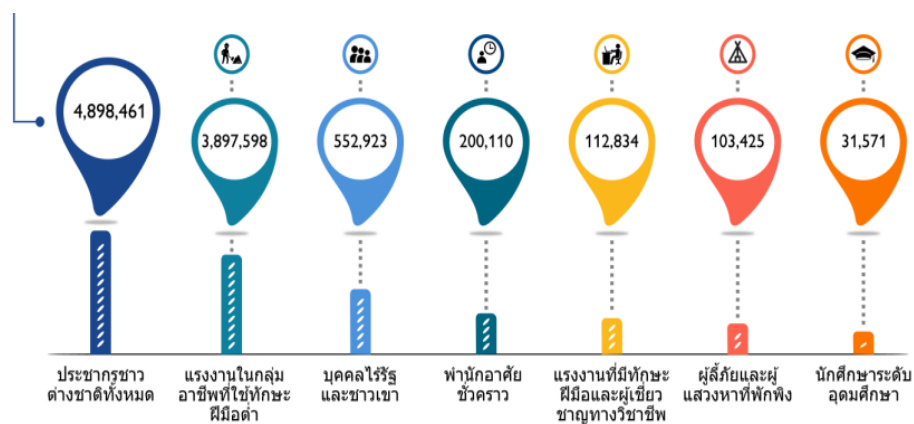 4,898,461
3,897,598
552,923
200,110
112,834
103,425
31,571
ประชากรชาว
ต่างชาติทั้งหมด
แรงงานในกลุ่ม
อาชีพที่ใช้ทักษะ
ฝีมือต่ำ
บุคคลไร้รัฐ
และชาวเขา
พำนักอาศัย
ชั่วคราว
แรงงานที่มีทักษะ
ฝีมือและผู้เชี่ยว
ชาญทางวิชาชีพ
ผู้ลี้ภัยและผู้
แสวงหาที่พักพิง
นักศึกษาระดับ
อุดมศึกษา